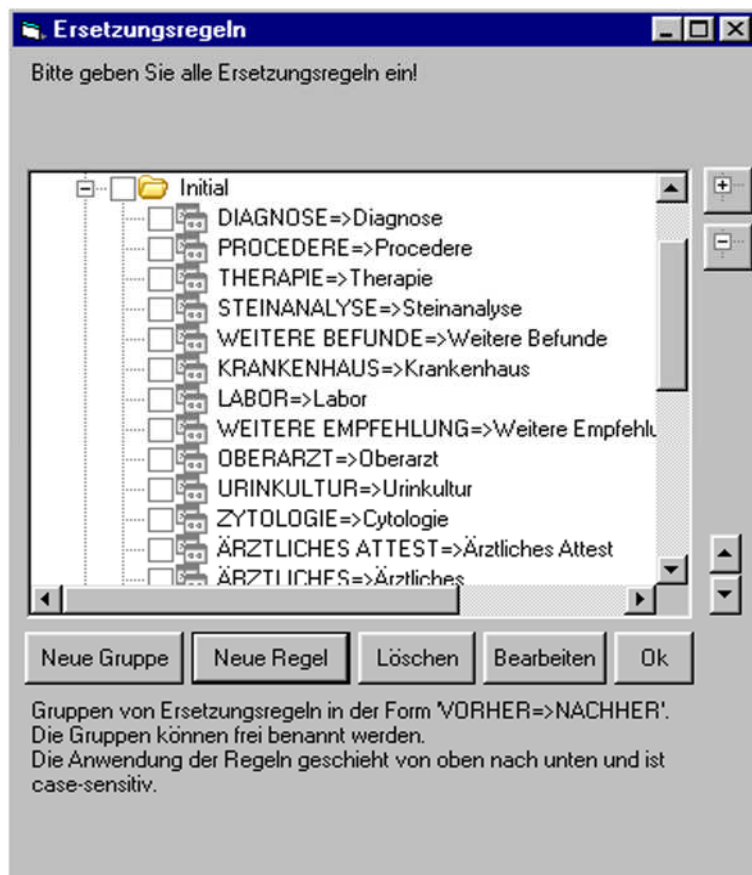 Ersetzungsregeln
Bitte geben Sie alle Ersetzungsregeln ein!
Initial
DIAGNOSE=>Diagnose
PROCEDERE=>Procedere
THERAPIE=>Therapie
STEINANALYSE=>Steinanalyse
WEITERE BEFUNDE=>Weitere Befunde
KRANKENHAUS=>Krankenhaus
LABOR=>Labor
WEITERE EMPFEHLUNG=>Weitere Empfehlu
OBERARZT=>Oberarzt
URINKULTUR=>Urinkultur
ZYTOLOGIE=>Cytologie
ÄRZTLICHES ATTEST=>Ärztliches Attest
ÄRZTLICHES=>Ärztliches
Neue Gruppe Neue Regel Löschen Bearbeiten Ok
Gruppen von Ersetzungsregeln in der Form 'VORHER=>NACHHER'.
Die Gruppen können frei benannt werden.
Die Anwendung der Regeln geschieht von oben nach unten und ist
case-sensitiv.